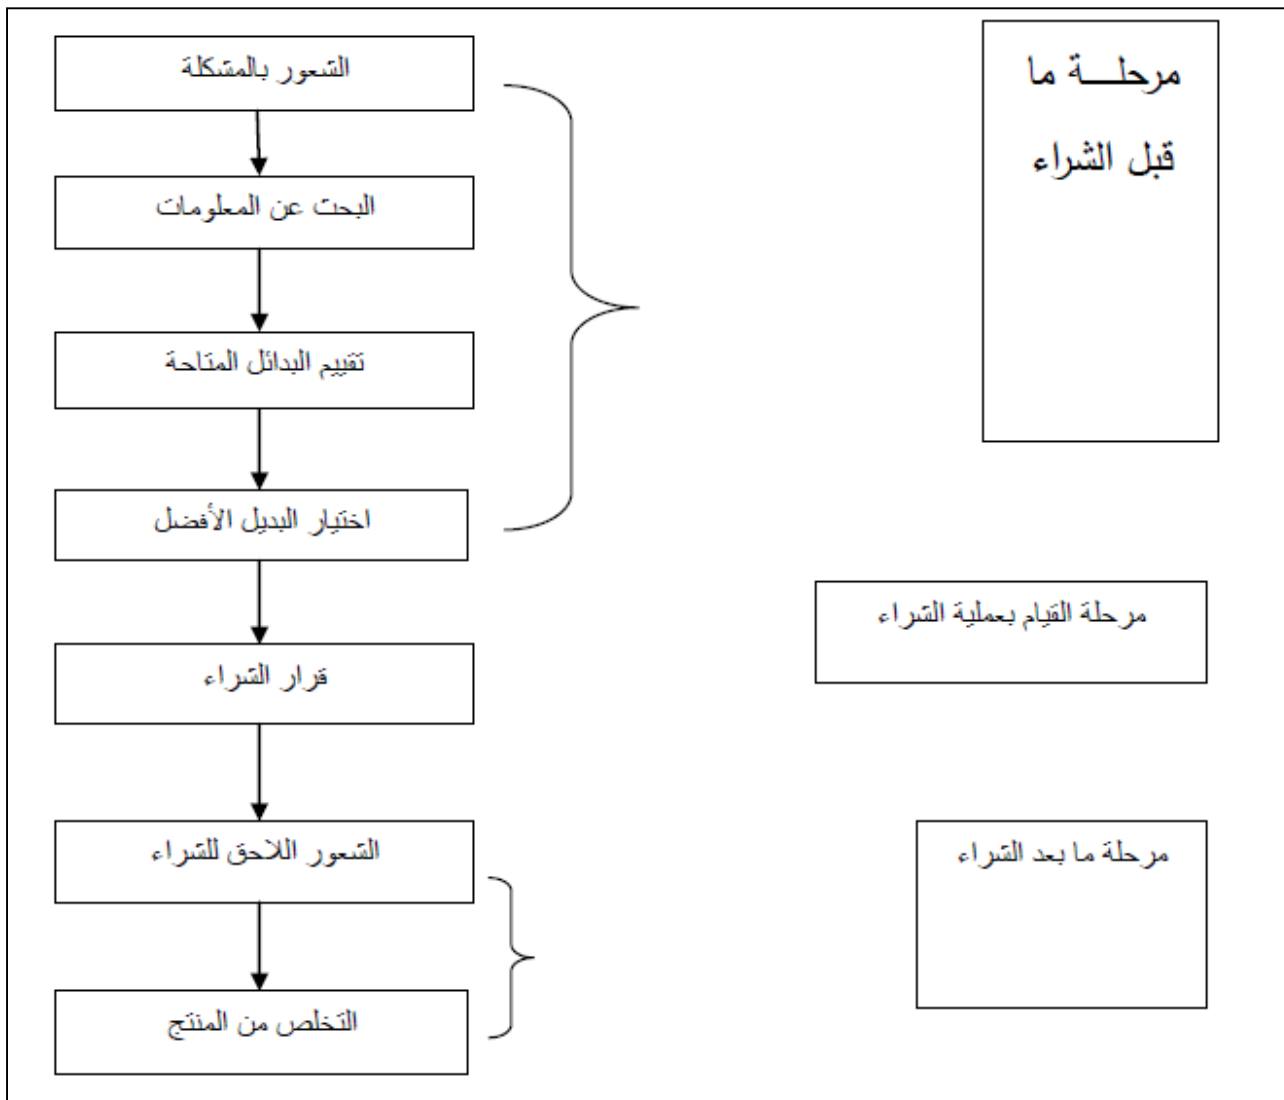 مرحلـــة ما
قبل الشراء
الشعور بالمشكلة
البحث عن المعلومات
تقييم البدائل المتاحة
اختيار البديل الأفضل
مرحلة القيام بعملية الشراء
قرار الشراء
مرحلة ما بعد الشراء
الشعور اللاحق للشراء
التخلص من المنتج